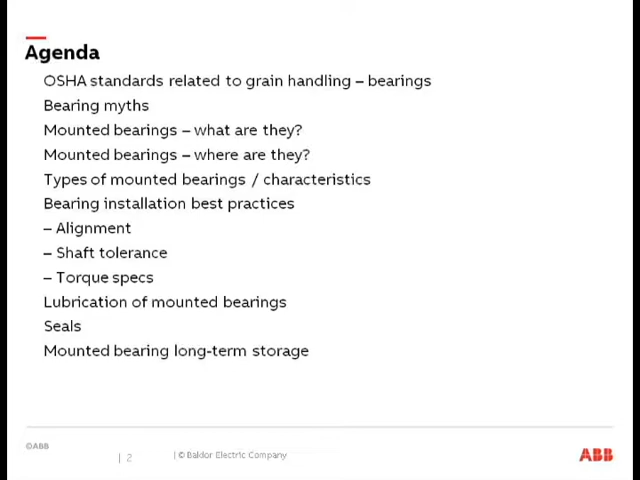 Agenda
OSHA standards related to grain handling – bearings
Bearing myths
Mounted bearings – what are they?
Mounted bearings – where are they?
Types of mounted bearings / characteristics
Bearing installation best practices
– Alignment
– Shaft tolerance
– Torque specs
Lubrication of mounted bearings
Seals
Mounted bearing long-term storage
©ABB
| 2
| © Baldor Electric Company
ABB